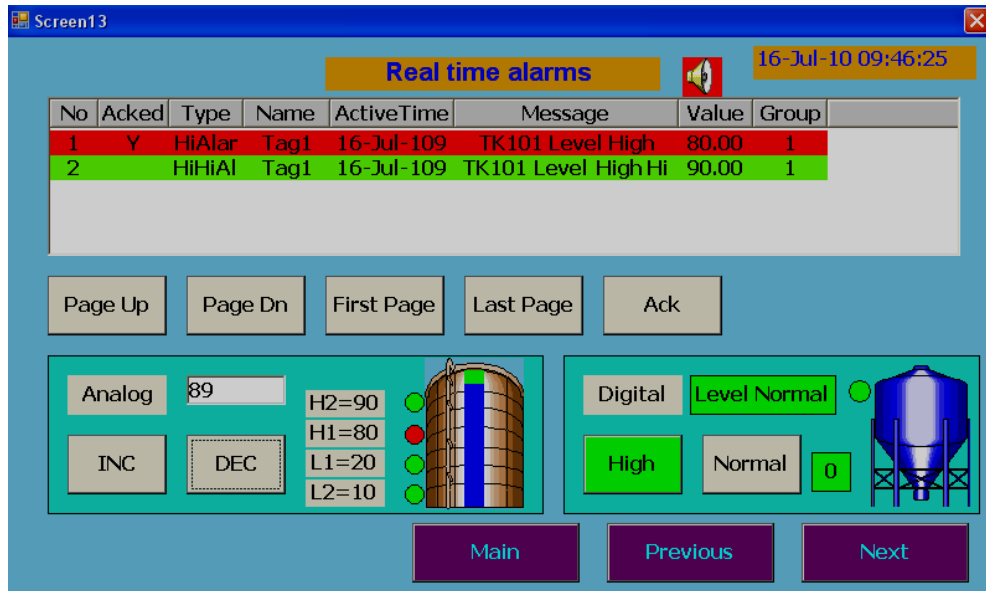 Screen13
16-Jul-10 09:46:25
Real time alarms
No Acked Type Name ActiveTime Message Value Group
1 Y HiAlar Tag1 16-Jul-109 TK101 Level High 80.00 1
2 HiHiAl Tag1 16-Jul-109 TK101 Level High Hi 90.00 1
Page Up Page Dn First Page Last Page Ack
Analog 89
H2=90
H1=80
L1=20
L2=10
INC DEC
Digital Level Normal
High Normal 0
Main Previous Next